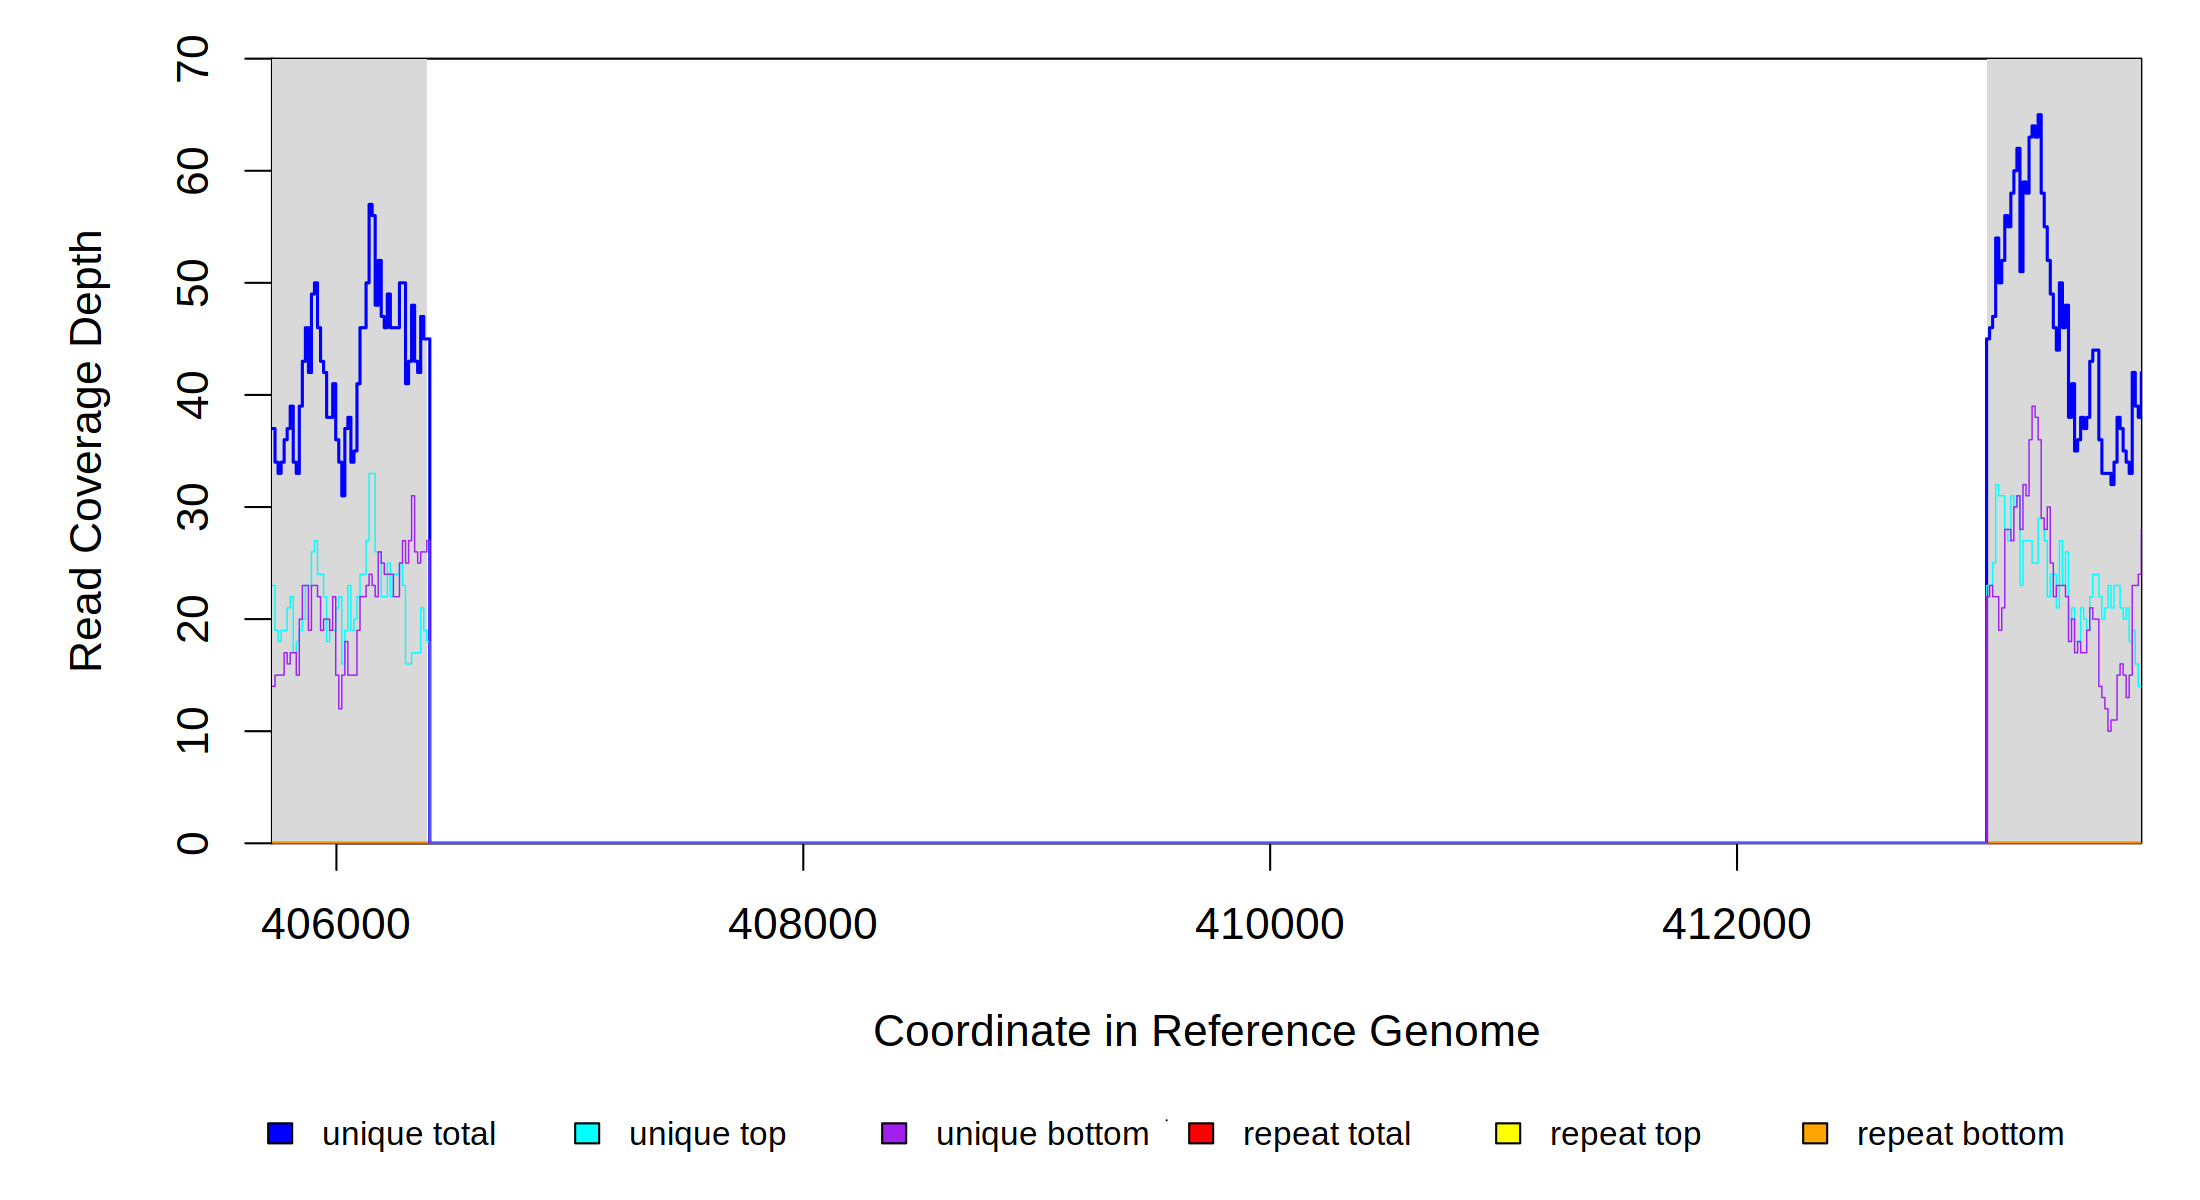 70
60
50
40
30
20
10
0
Read Coverage Depth
406000 408000 410000 412000
Coordinate in Reference Genome
unique total unique top unique bottom repeat total repeat top repeat bottom